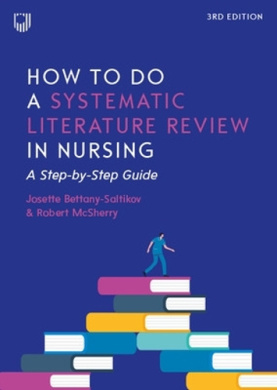 3RD EDITION
HOW TO DO
A SYSTEMATIC
LITERATURE REVIEW
IN NURSING
A Step-by-Step Guide
Josette Bettany-Saltikov
& Robert McSherry